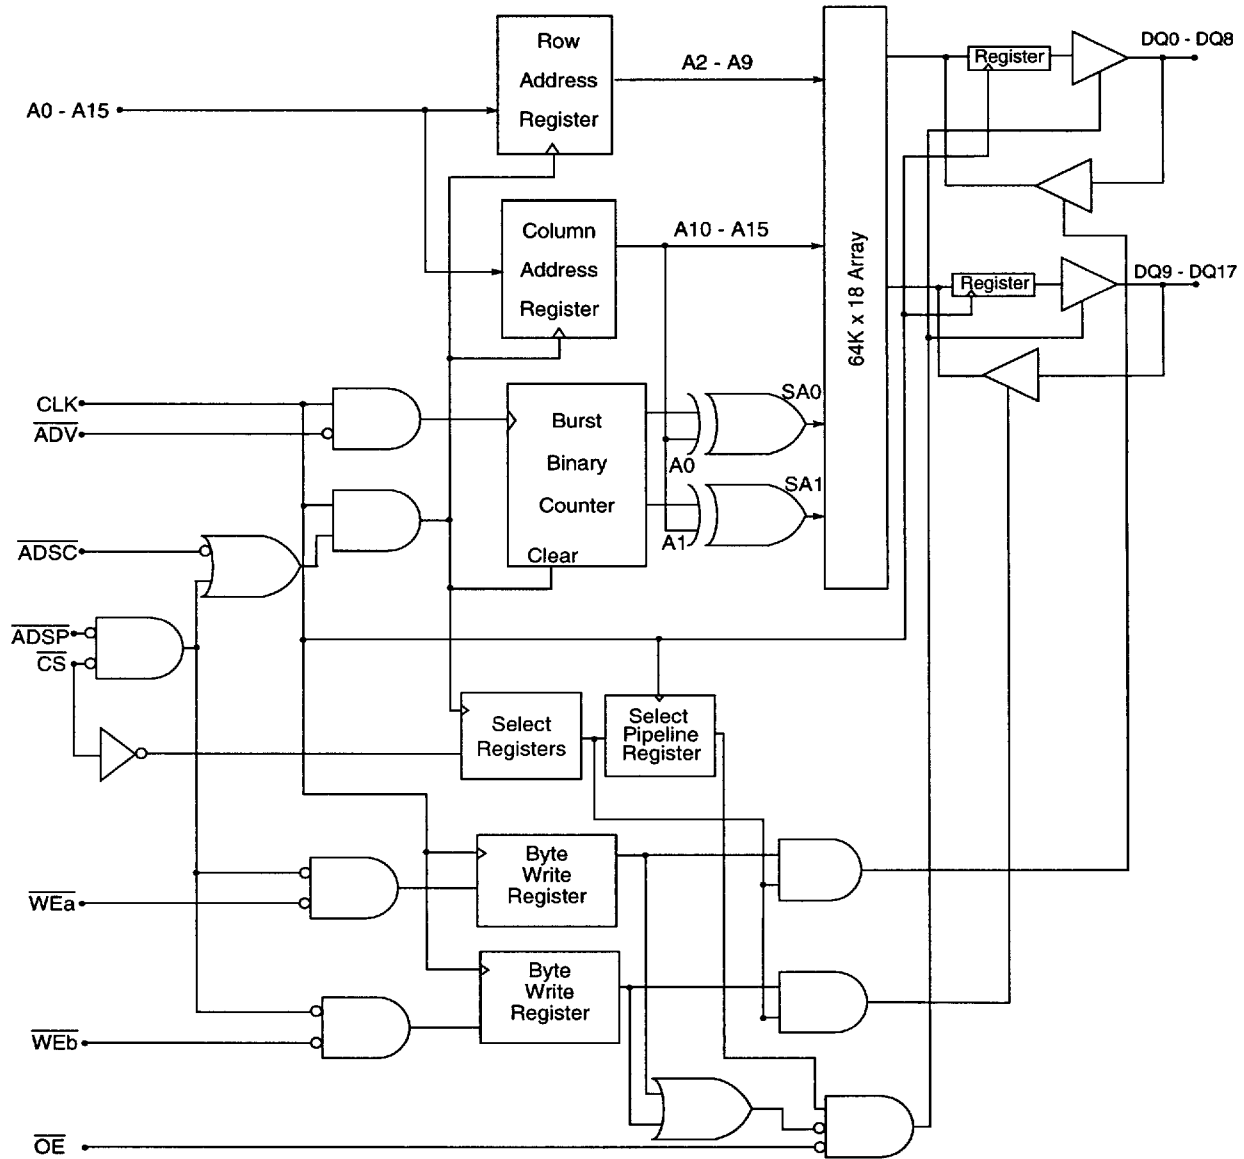 DQ0 - DQ8
Row
Address
Register
A2 - A9
Register
A0 - A15
Column
Address
Register
A10 - A15
64K x 18 Array
DQ9 - DQ17
Register
CLK
ADV
Burst
Binary
Counter
Clear
SA0
A0
SA1
A1
ADSC
ADSP
CS
Select
Registers
Select
Pipeline
Register
Byte
Write
Register
WEa
Byte
Write
Register
WEb
OE